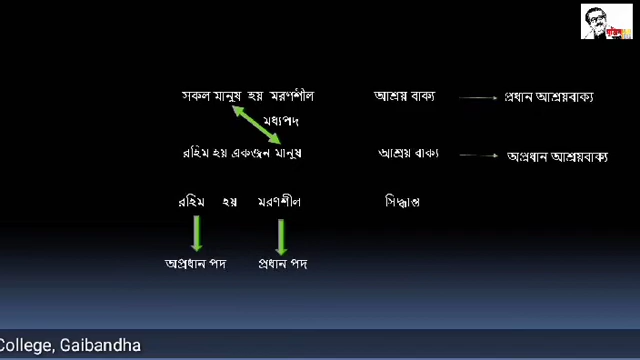 সকল মানুষ হয় মরণশীল আশ্রয় বাক্য প্রধান আশ্রয়বাক্য
মধ্যপদ
রহিম হয় একজন মানুষ আশ্রয় বাক্য অপ্রধান আশ্রয়বাক্য
রহিম হয় মরণশীল সিদ্ধান্ত
অপ্রধান পদ প্রধান পদ
College, Gaibandha